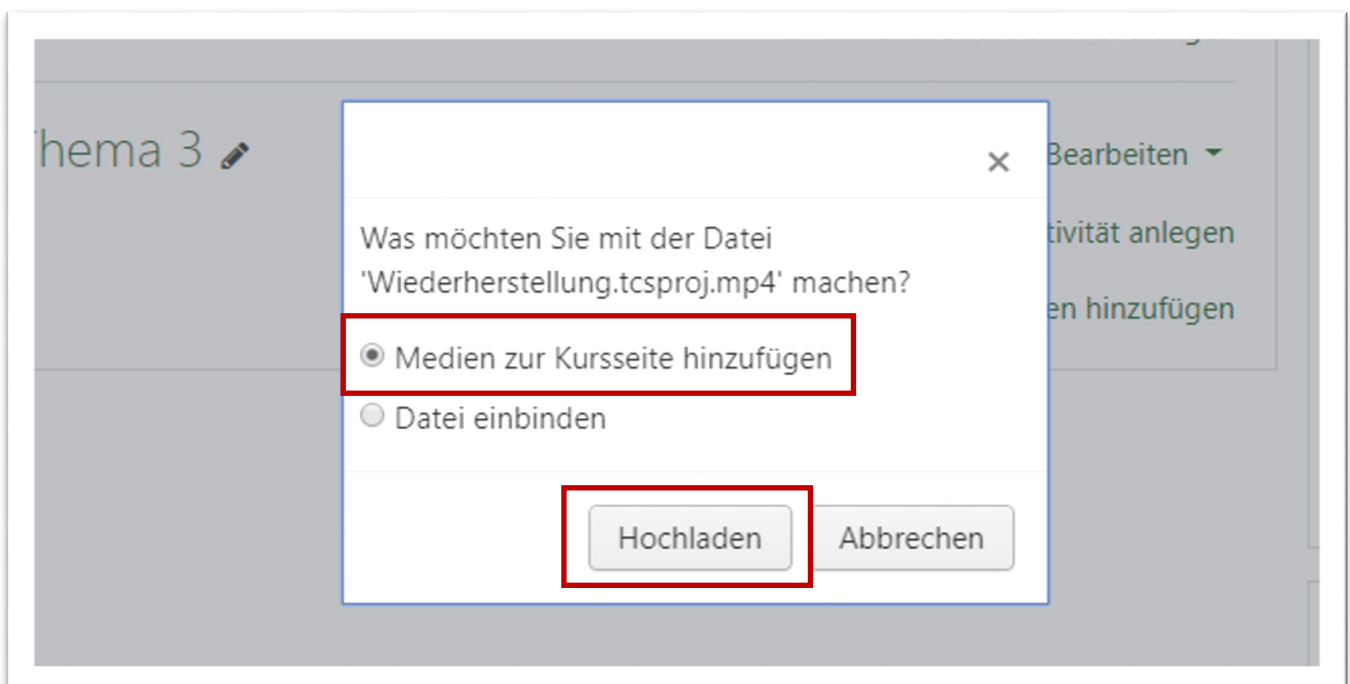 hema 3
Bearbeiten
Was möchten Sie mit der Datei
tivität anlegen
'Wiederherstellung.tcsproj.mp4' machen?
en hinzufügen
Medien zur Kursseite hinzufügen
Datei einbinden
Hochladen Abbrechen